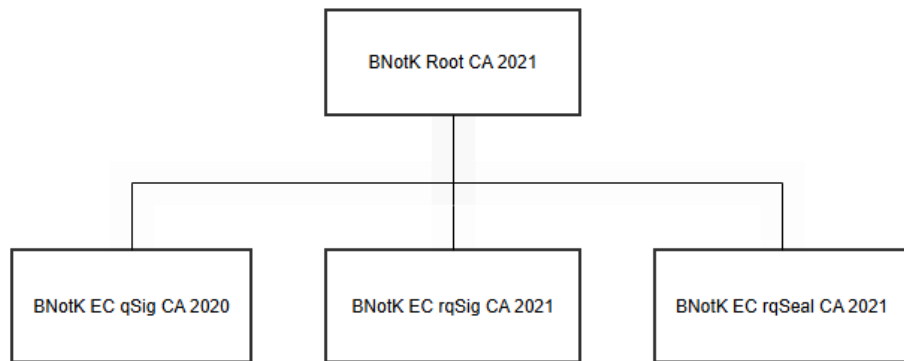 BNotK Root CA 2021
BNotK EC qSig CA 2020
BNotK EC rqSig CA 2021
BNotK EC rqSeal CA 2021